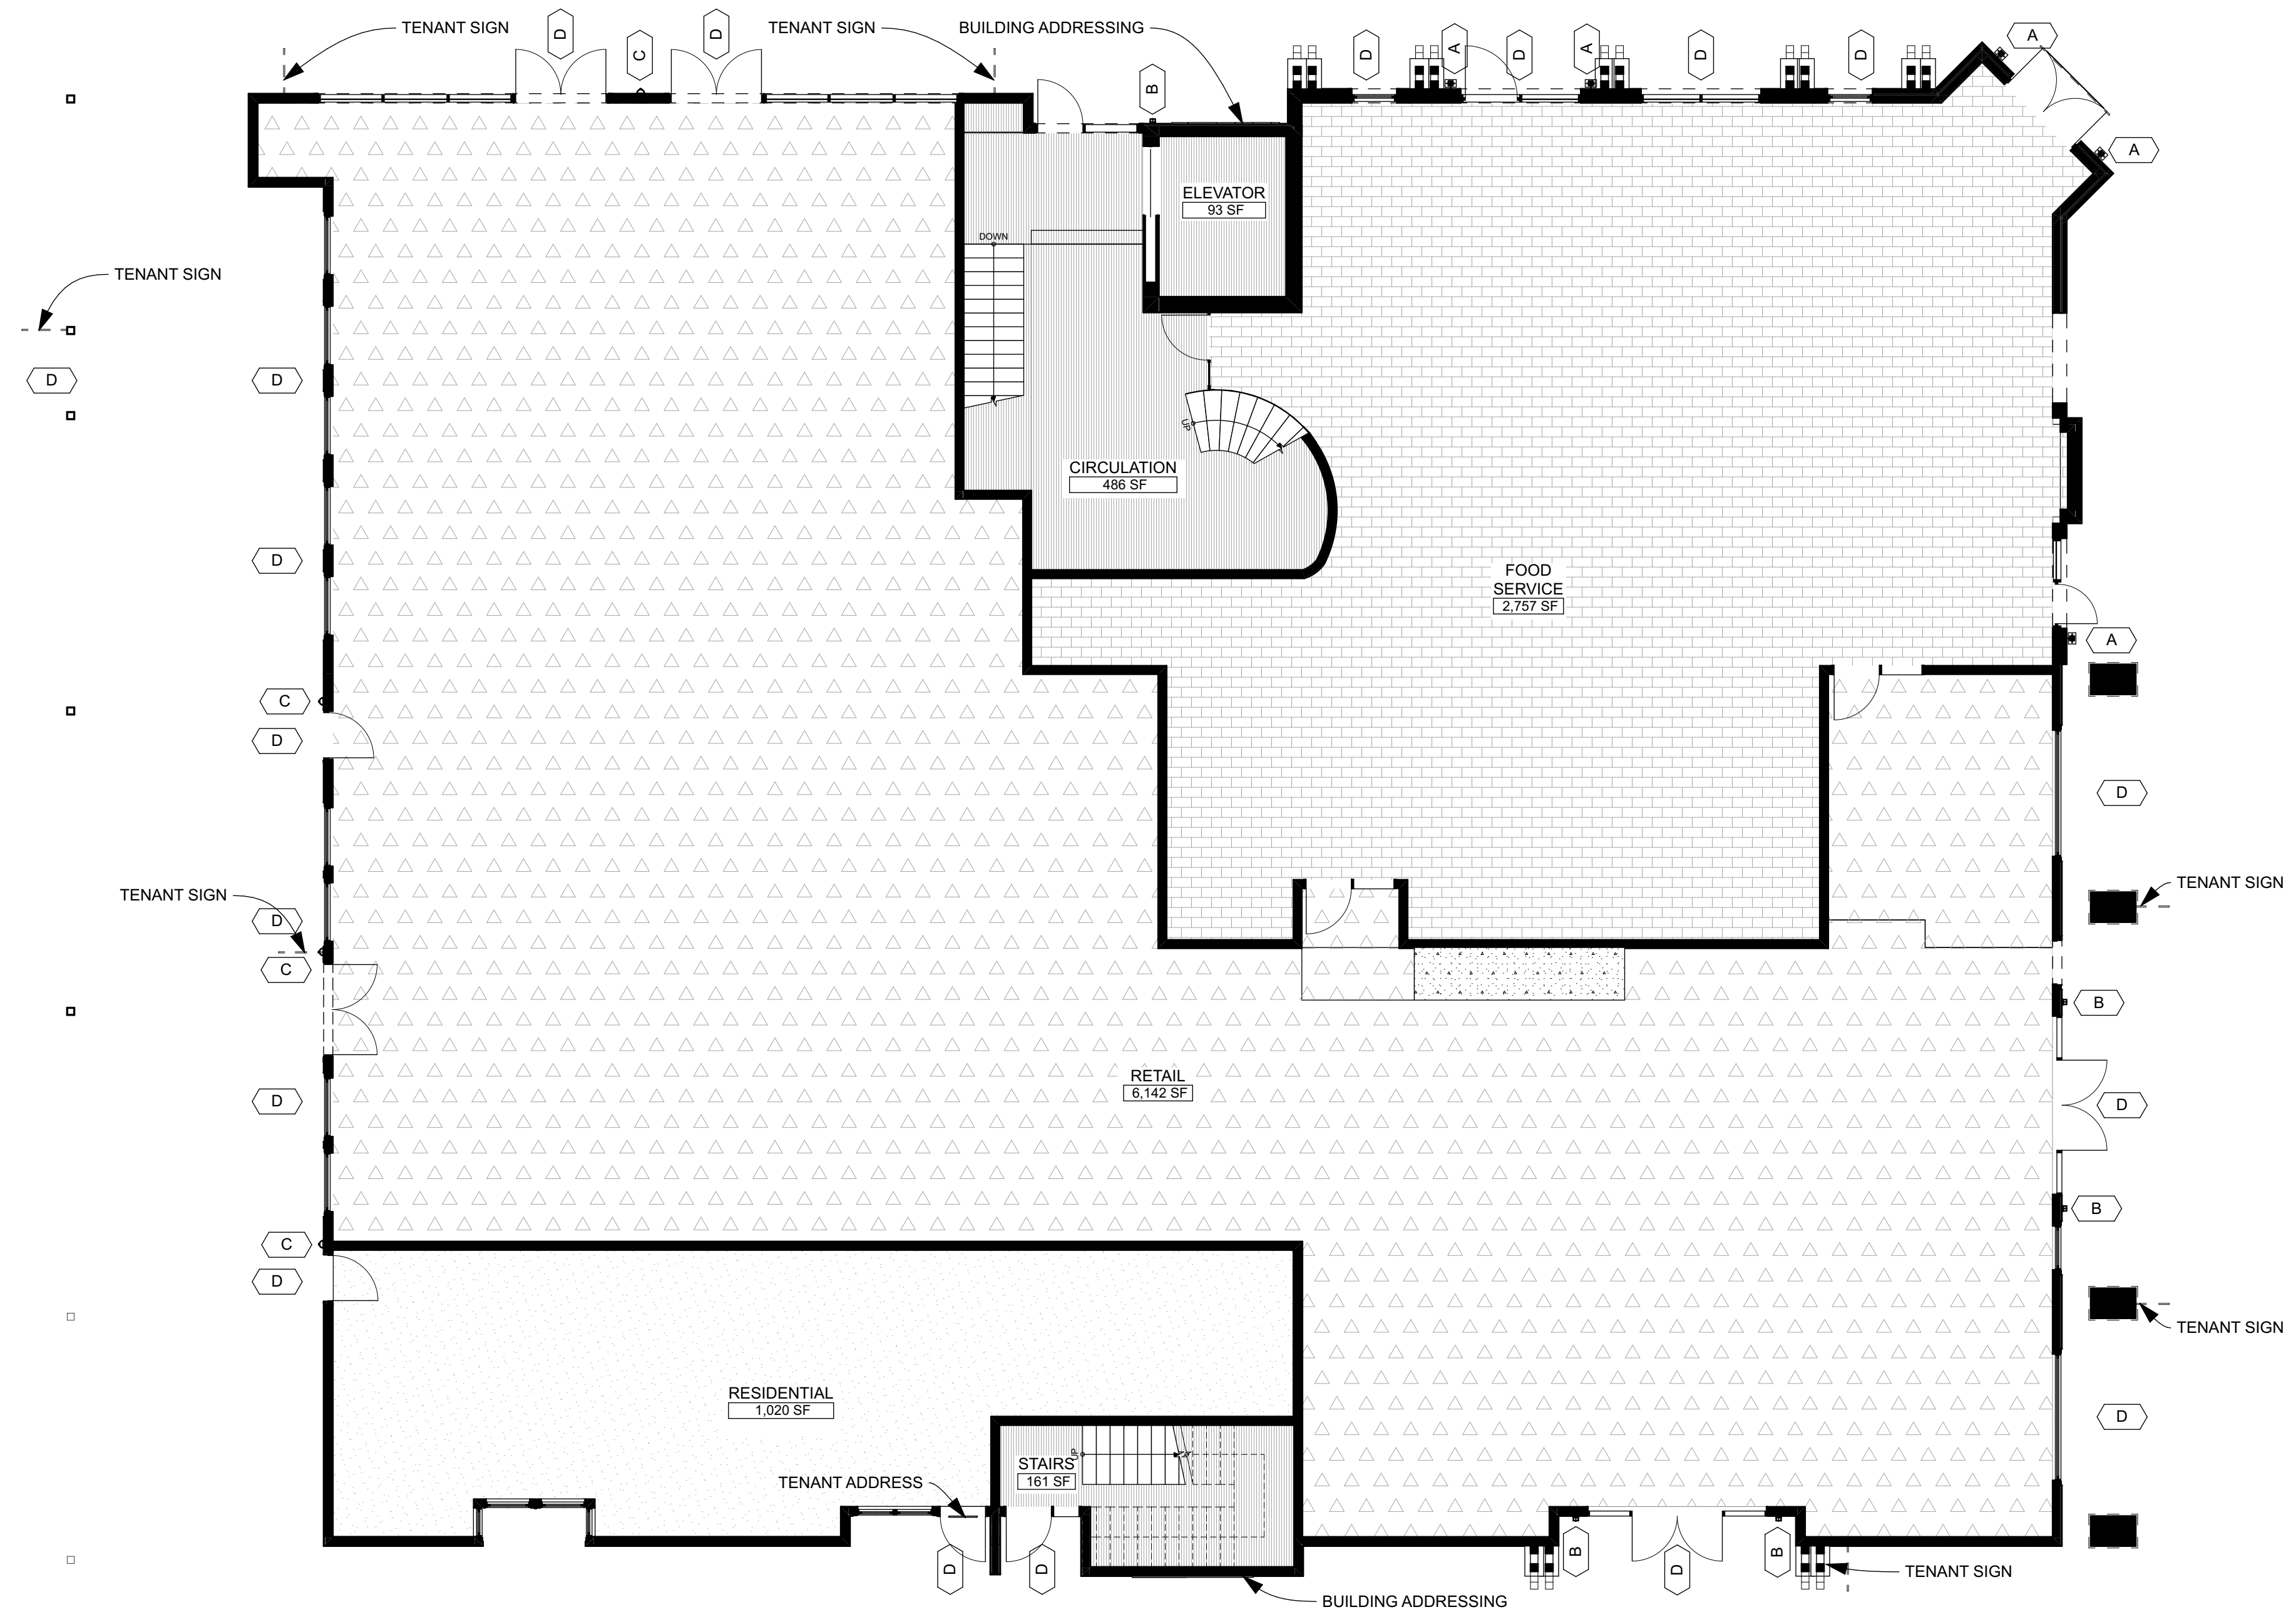 TENANT SIGN
D
C
D
TENANT SIGN
BUILDING ADDRESSING
B
D
A
D
A
D
D
A
A
ELEVATOR
93 SF
DOWN
TENANT SIGN
D
D
UP
CIRCULATION
486 SF
D
FOOD
SERVICE
2,757 SF
A
C
D
D
TENANT SIGN
TENANT SIGN
D
C
B
RETAIL
6,142 SF
D
D
B
C
D
TENANT SIGN
RESIDENTIAL
1,020 SF
D
UP
STAIRS
161 SF
TENANT ADDRESS
D
D
B
D
B
TENANT SIGN
BUILDING ADDRESSING